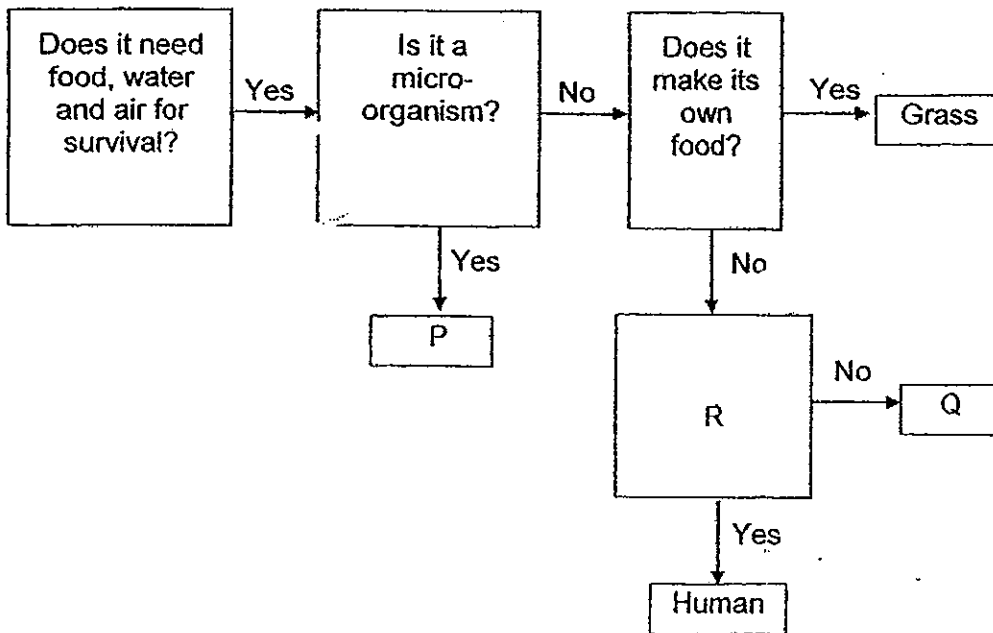 Does it need
food, water
and air for
survival?
Yes
Is it a
micro-
organism?
No
Does it
make its
own
food?
Yes
Grass
Yes
P
No
R
No
Q
Yes
Human